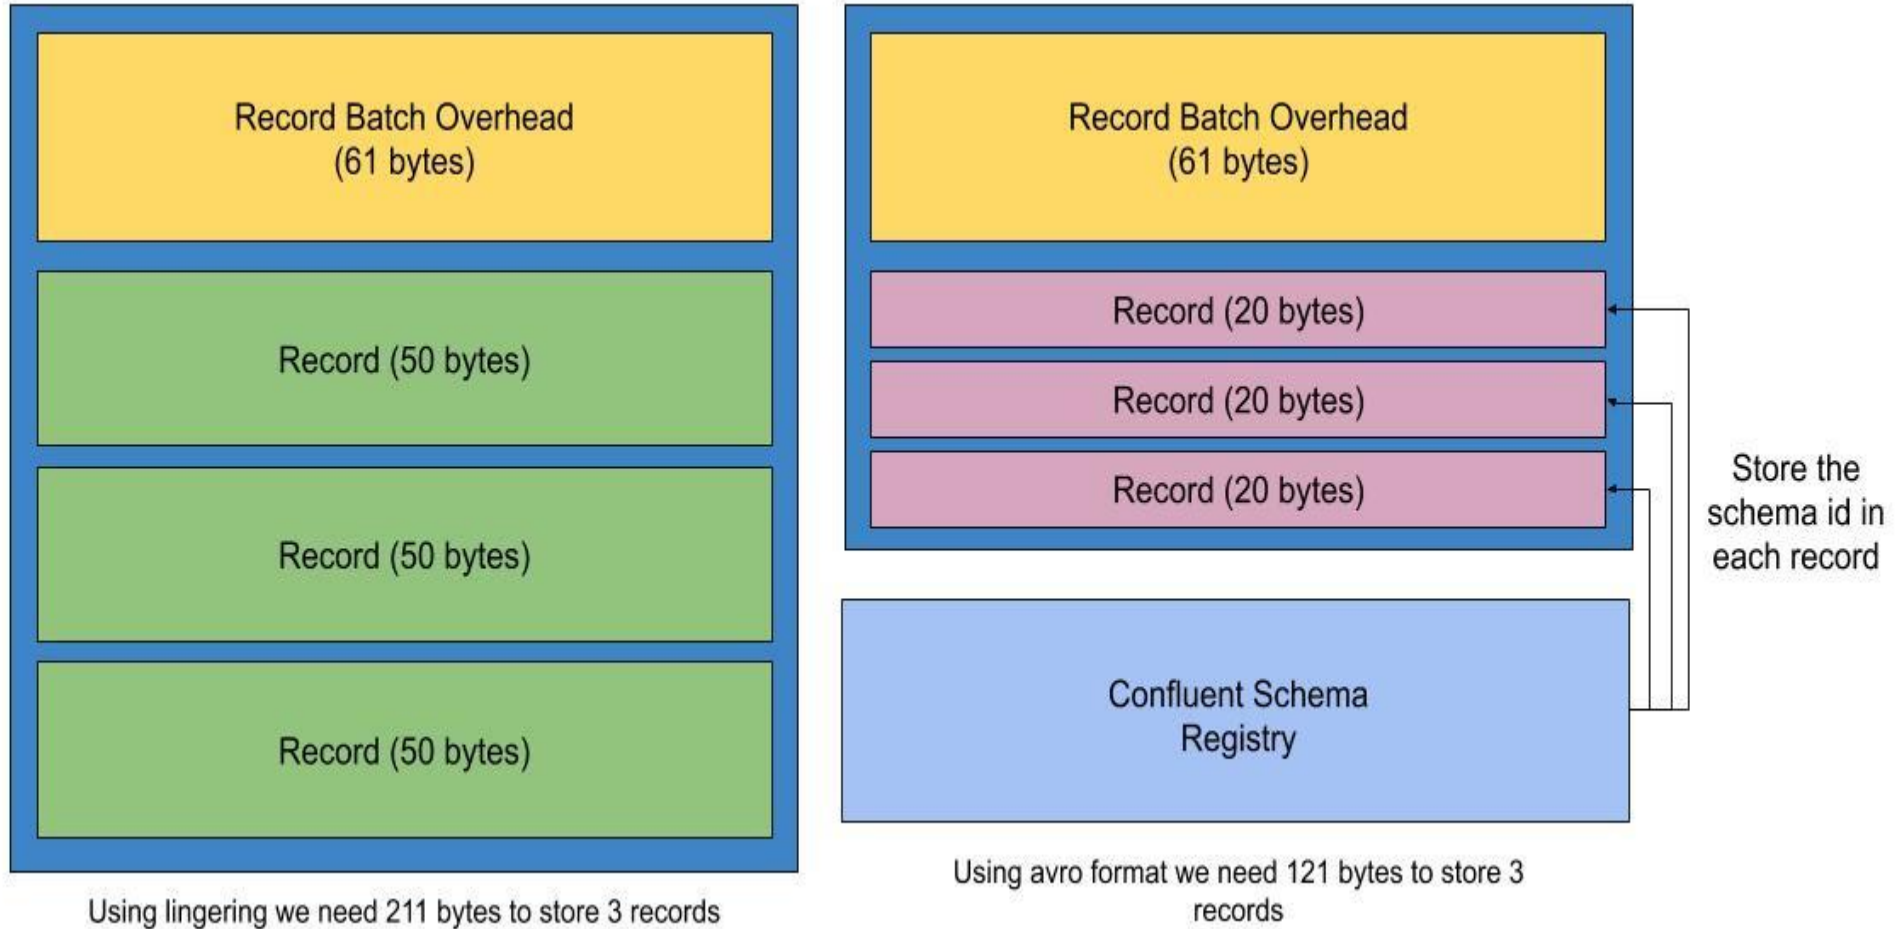 Record Batch Overhead
(61 bytes)
Record (50 bytes)
Record (50 bytes)
Record (50 bytes)
Using lingering we need 211 bytes to store 3 records
Record Batch Overhead
(61 bytes)
Record (20 bytes)
Record (20 bytes)
Record (20 bytes)
Store the
schema id in
each record
Confluent Schema
Registry
Using avro format we need 121 bytes to store 3
records